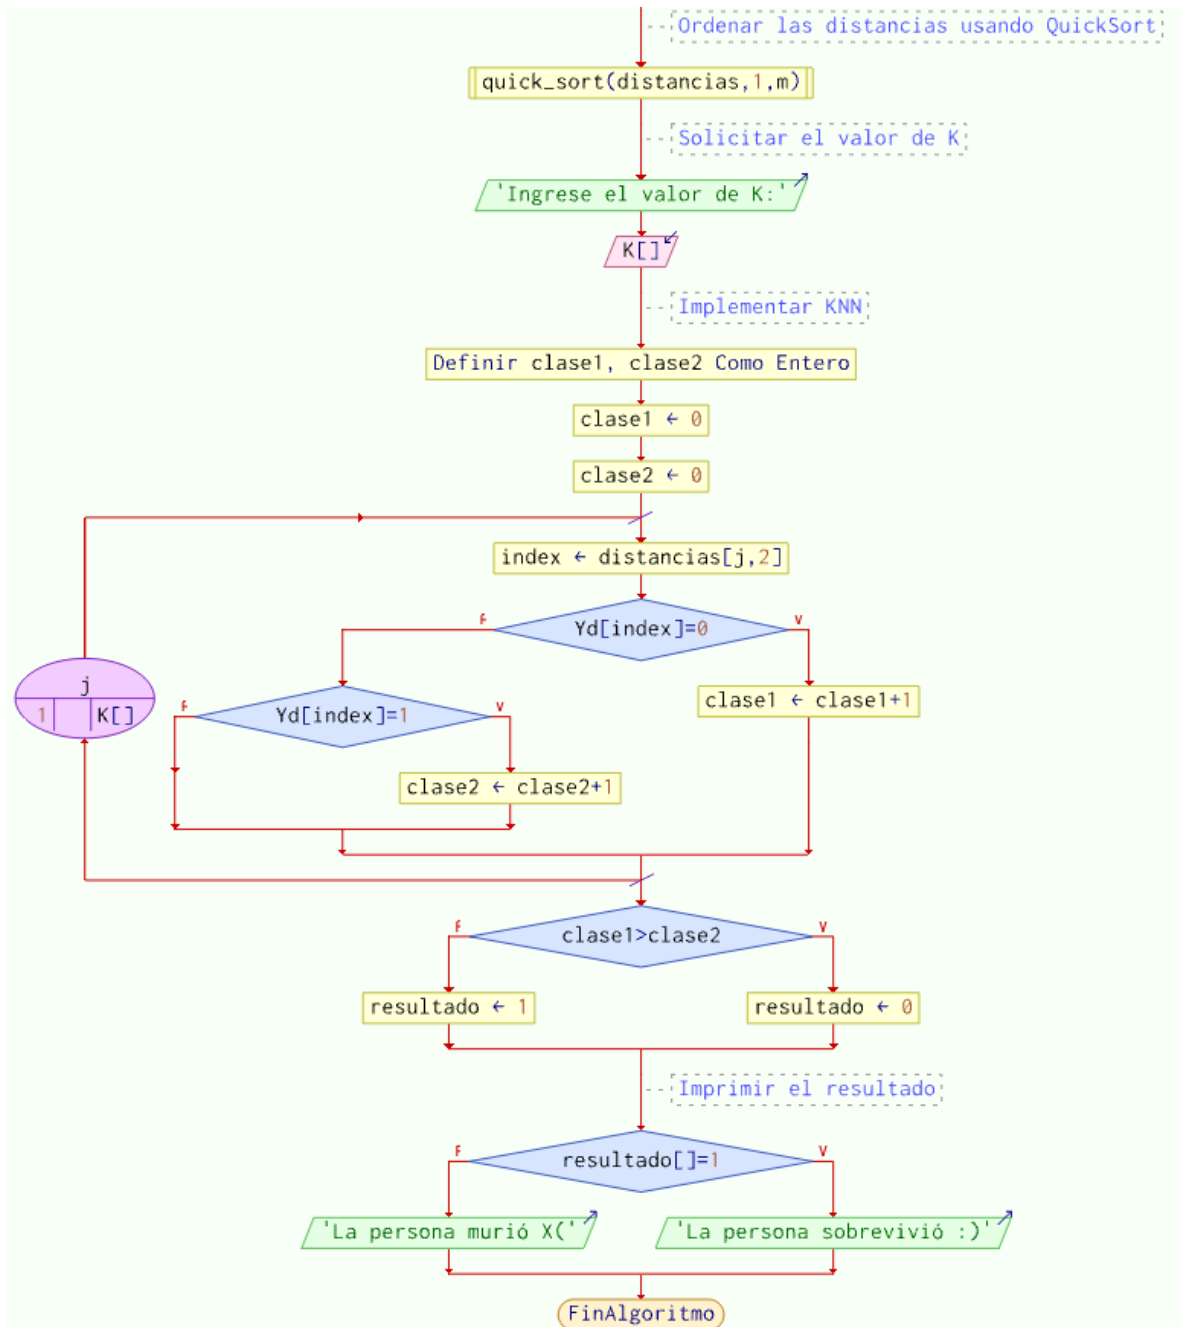 Ordenar las distancias usando QuickSort
quick_sort(distancias,1,m)
Solicitar el valor de K
'Ingrese el valor de K:'
K[]
Implementar KNN
Definir clase1, clase2 Como Entero
clase1 ← 0
clase2 ← 0
index ← distancias[j,2]
F
Yd[index]=0
V
j
1
K[]
F
Yd[index]=1
V
clase1 ← clase1+1
clase2 ← clase2+1
F
clase1>clase2
V
resultado ← 1
resultado ← 0
Imprimir el resultado
F
resultado[]=1
V
'La persona murió X('
'La persona sobrevivió :)'
FinAlgoritmo